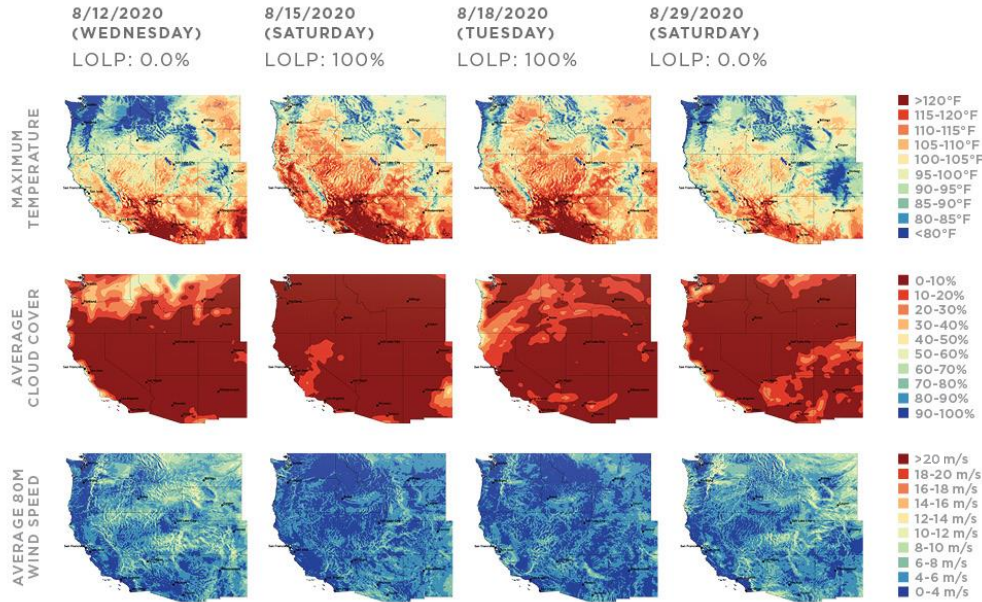 8/12/2020
(WEDNESDAY)
LOLP: 0.0%
8/15/2020
(SATURDAY)
LOLP: 100%
8/18/2020
(TUESDAY)
LOLP: 100%
8/29/2020
(SATURDAY)
LOLP: 0.0%
MAXIMUM
TEMPERATURE
>120°F
115-120°F
110-115°F
105-110°F
100-105°F
95-100°F
90-95°F
85-90°F
80-85°F
<80°F
AVERAGE
CLOUD COVER
0-10%
10-20%
20-30%
30-40%
40-50%
50-60%
60-70%
70-80%
80-90%
90-100%
AVERAGE 80M
WIND SPEED
>20 m/s
18-20 m/s
16-18 m/s
14-16 m/s
12-14 m/s
10-12 m/s
8-10 m/s
6-8 m/s
4-6 m/s
0-4 m/s